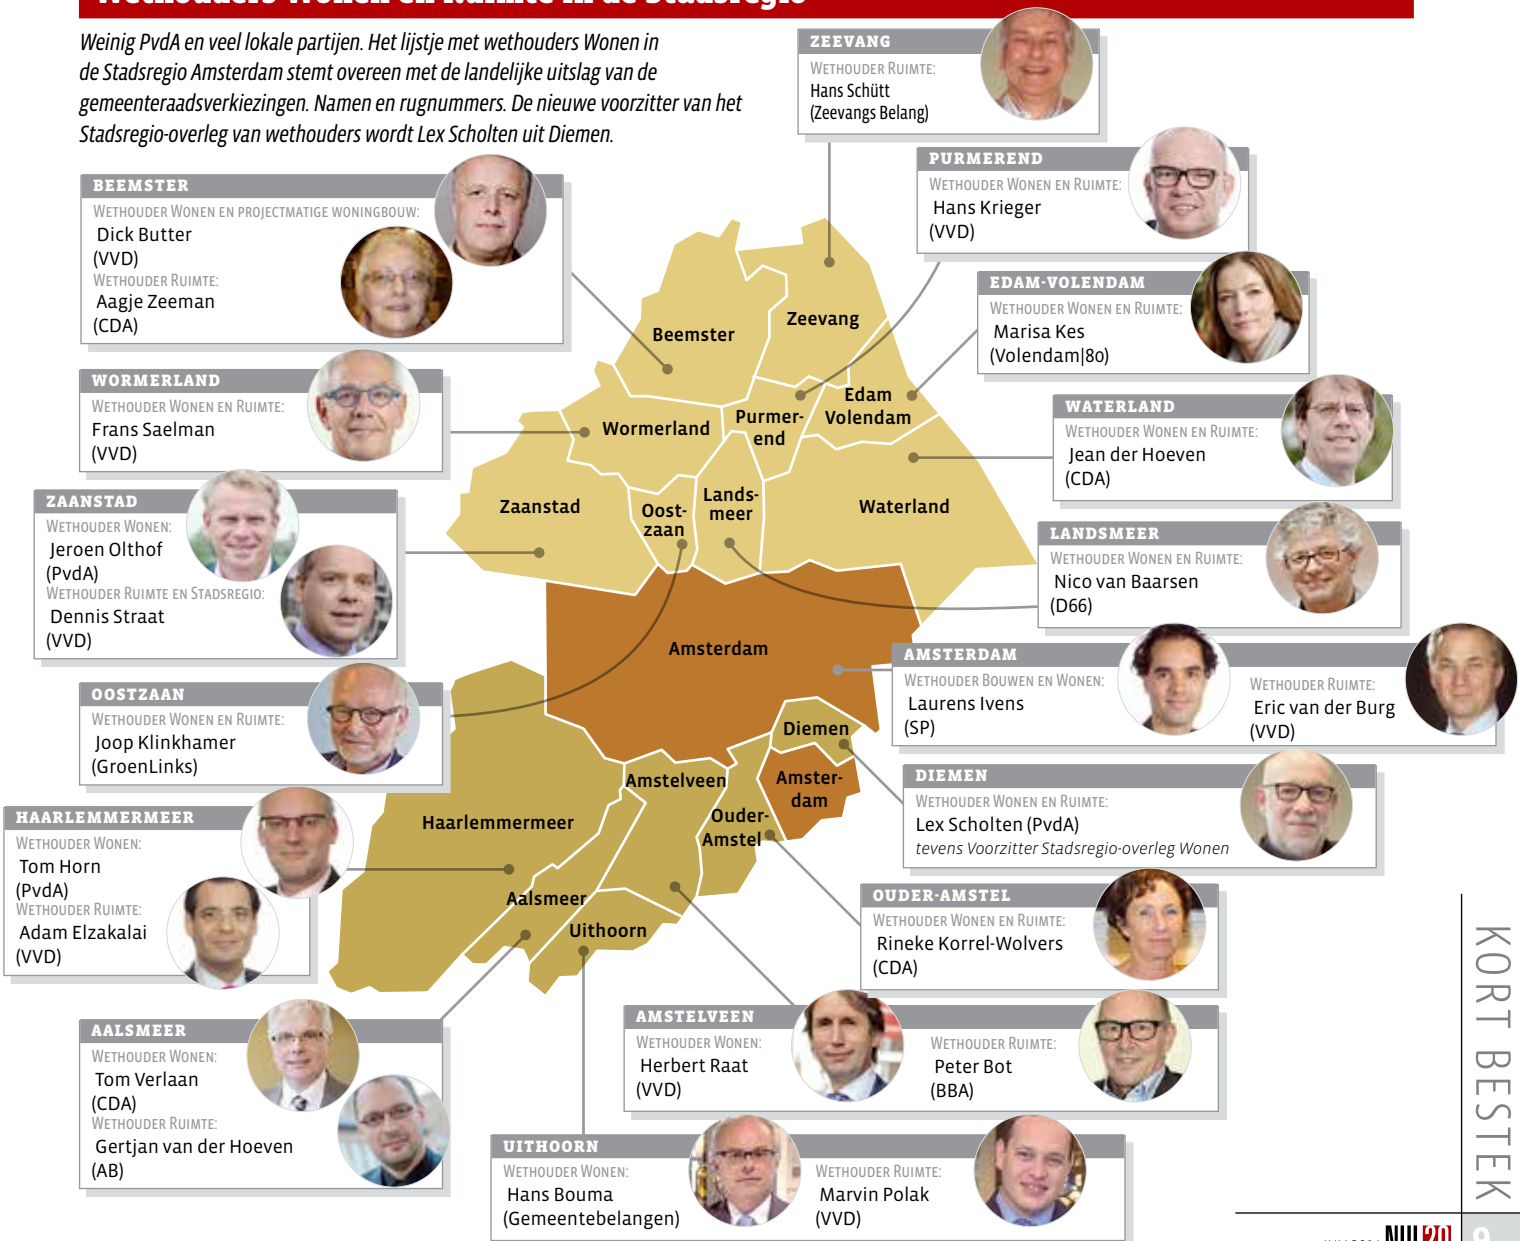 Wethouders Wonen en Ruimte in de Stadsregio
Weinig PvdA en veel lokale partijen. Het lijstje met wethouders Wonen in
de Stadsregio Amsterdam stemt overeen met de landelijke uitslag van de
gemeenteraadsverkiezingen. Namen en rugnummers. De nieuwe voorzitter van het
Stadsregio-overleg van wethouders wordt Lex Scholten uit Diemen.
ZEEVANG
WETHOUDER RUIMTE:
Hans Schütt
(Zeevangs Belang)
PURMEREND
WETHOUDER WONEN EN RUIMTE:
Hans Krieger
(VVD)
BEEMSTER
WETHOUDER WONEN EN PROJECTMATIGE WONINGBOUW:
Dick Butter
(VVD)
WETHOUDER RUIMTE:
Aagje Zeeman
(CDA)
EDAM-VOLENDAM
WETHOUDER WONEN EN RUIMTE:
Marisa Kes
(Volendam|80)
WORMERLAND
WETHOUDER WONEN EN RUIMTE:
Frans Saelman
(VVD)
WATERLAND
WETHOUDER WONEN EN RUIMTE:
Jean der Hoeven
(CDA)
ZAANSTAD
WETHOUDER WONEN:
Jeroen Olthof
(PvdA)
WETHOUDER RUIMTE EN STADSREGIO:
Dennis Straat
(VVD)
LANDSMEER
WETHOUDER WONEN EN RUIMTE:
Nico van Baarsen
(D66)
OOSTZAAN
WETHOUDER WONEN EN RUIMTE:
Joop Klinkhamer
(GroenLinks)
AMSTERDAM
WETHOUDER BOUWEN EN WONEN:
Laurens Ivens
(SP)
WETHOUDER RUIMTE:
Eric van der Burg
(VVD)
DIEMEN
WETHOUDER WONEN EN RUIMTE:
Lex Scholten (PvdA)
tevens Voorzitter Stadsregio-overleg Wonen
HAARLEMMERMEER
WETHOUDER WONEN:
Tom Horn
(PvdA)
WETHOUDER RUIMTE:
Adam Elzakalai
(VVD)
OUDER-AMSTEL
WETHOUDER WONEN EN RUIMTE:
Rineke Korrel-Wolvers
(CDA)
AALSMEER
WETHOUDER WONEN:
Tom Verlaan
(CDA)
WETHOUDER RUIMTE:
Gertjan van der Hoeven
(AB)
AMSTELVEEN
WETHOUDER WONEN:
Herbert Raat
(VVD)
WETHOUDER RUIMTE:
Peter Bot
(BBA)
UITHOORN
WETHOUDER WONEN:
Hans Bouma
(Gemeentebelangen)
WETHOUDER RUIMTE:
Marvin Polak
(VVD)
Beemster
Zeevang
Edam
Volendam
Purmer-
end
Wormerland
Zaanstad
Oost-
zaan
Lands-
meer
Waterland
Amsterdam
Diemen
Amster-
dam
Amstelveen
Ouder-
Amstel
Haarlemmermeer
Aalsmeer
Uithoorn
KORT BESTEK
NUL20
9